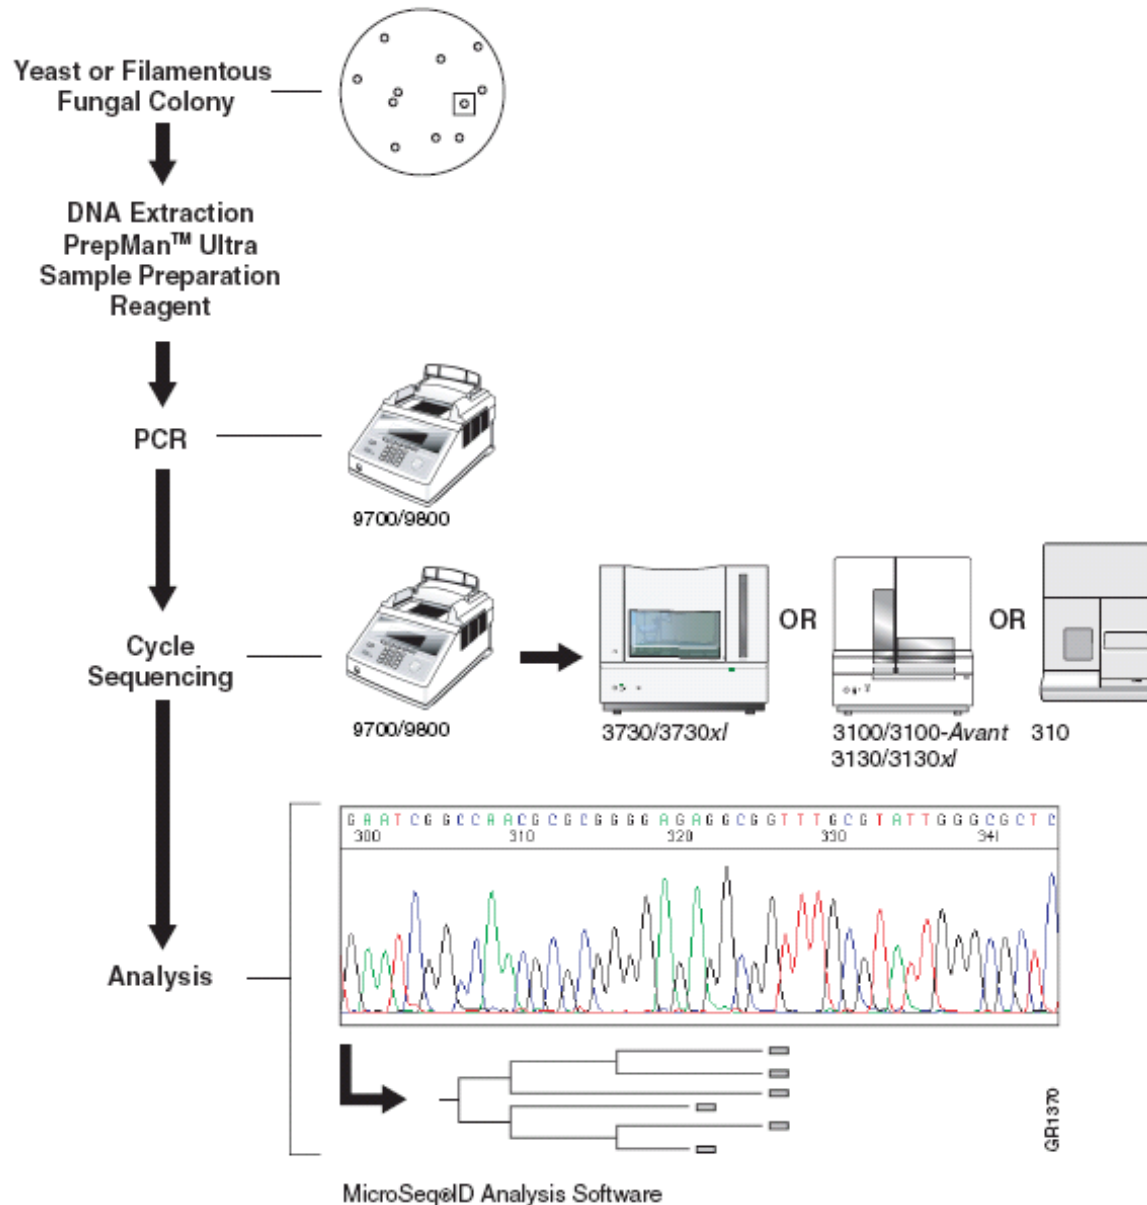 Yeast or Filamentous
Fungal Colony
DNA Extraction
PrepMan™ Ultra
Sample Preparation
Reagent
PCR
9700/9800
Cycle
Sequencing
9700/9800
3730/3730xl
OR
3100/3100-Avant
3130/3130xl
OR
310
Analysis
G A A T C G G C C A A C G C G C G G G G A G A G G C G G T T T G C G T A T T G G G C G C T C
300 310 320 330 341
GR1370
MicroSeq®ID Analysis Software